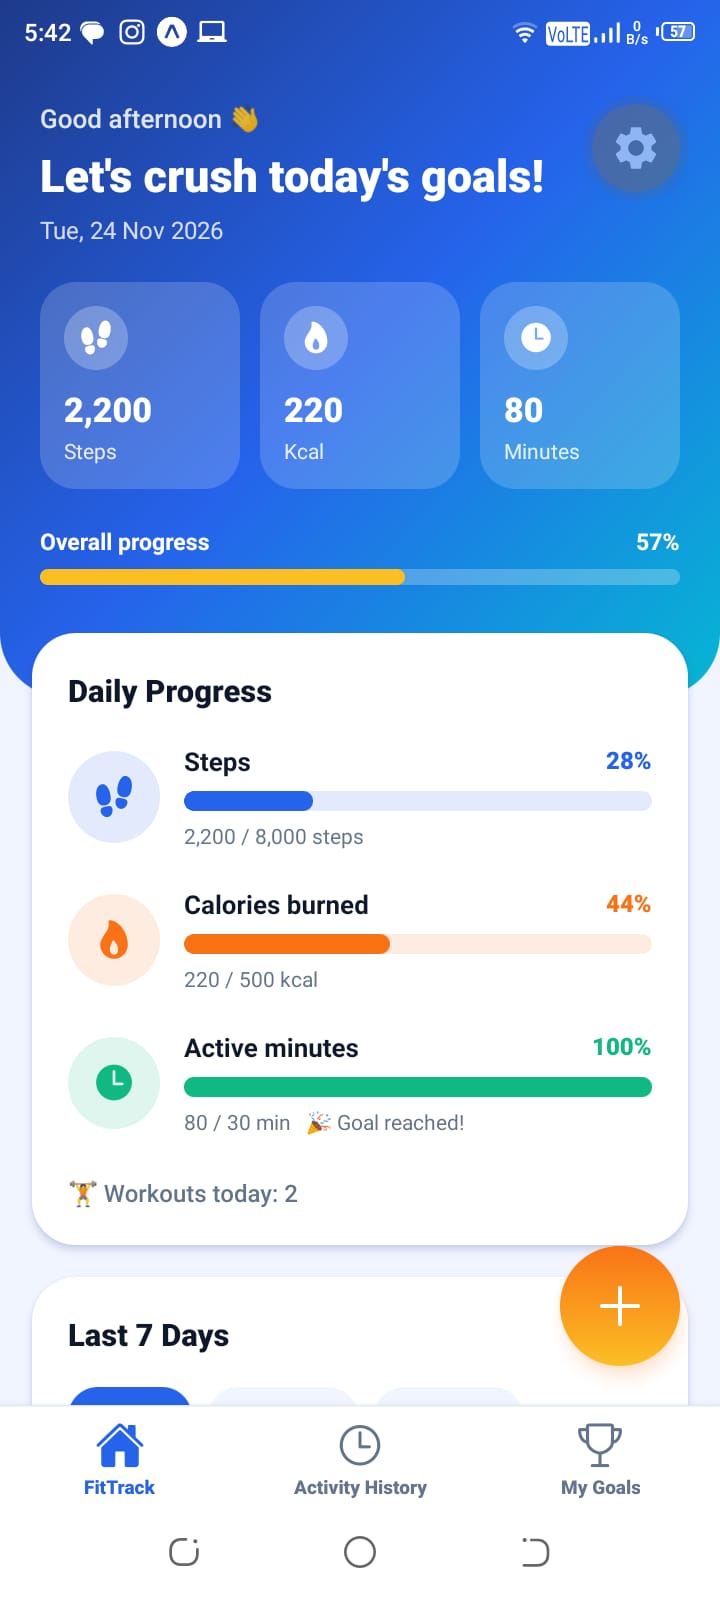 5:42 VoLTE 0 B/s 57
Good afternoon 👋
Let's crush today's goals!
Tue, 24 Nov 2026
2,200 220 80
Steps Kcal Minutes
Overall progress 57%
Daily Progress
Steps 28%
2,200 / 8,000 steps
Calories burned 44%
220 / 500 kcal
Active minutes 100%
80 / 30 min 🎉 Goal reached!
🏋️ Workouts today: 2
Last 7 Days
FitTrack Activity History My Goals